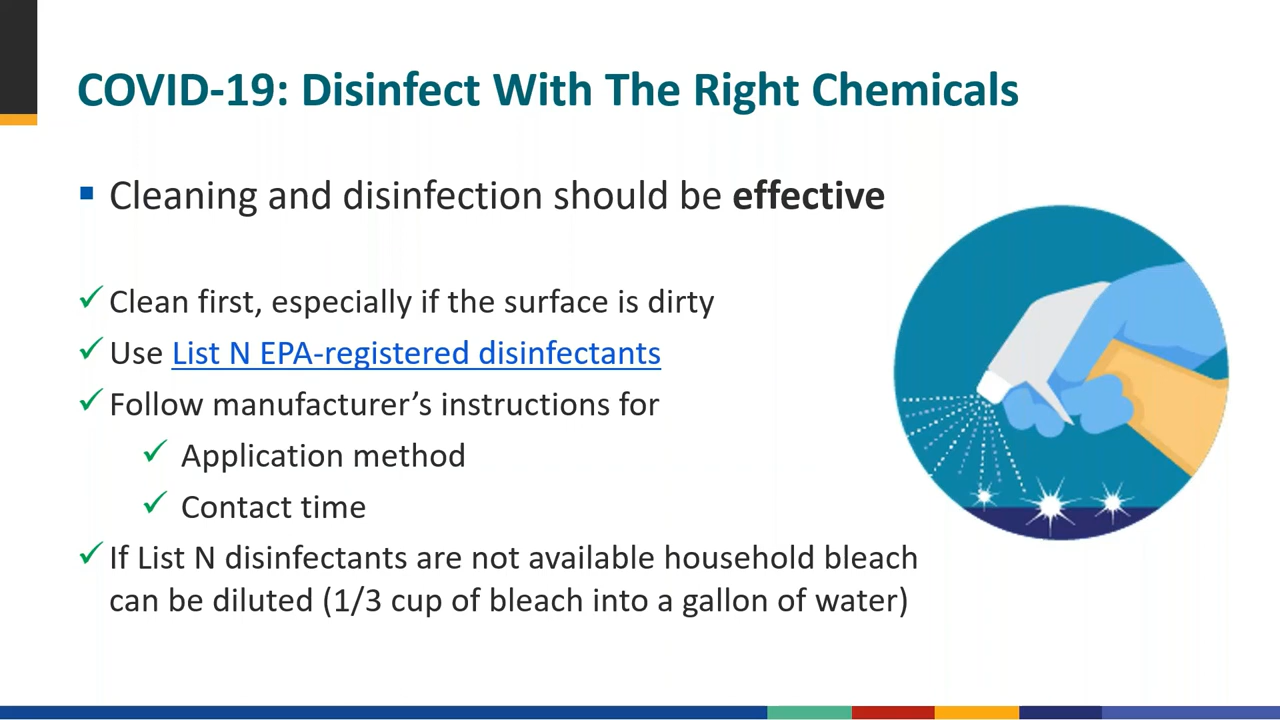 COVID-19: Disinfect With The Right Chemicals
Cleaning and disinfection should be effective
Clean first, especially if the surface is dirty
Use List N EPA-registered disinfectants
Follow manufacturer’s instructions for
Application method
Contact time
If List N disinfectants are not available household bleach
can be diluted (1/3 cup of bleach into a gallon of water)